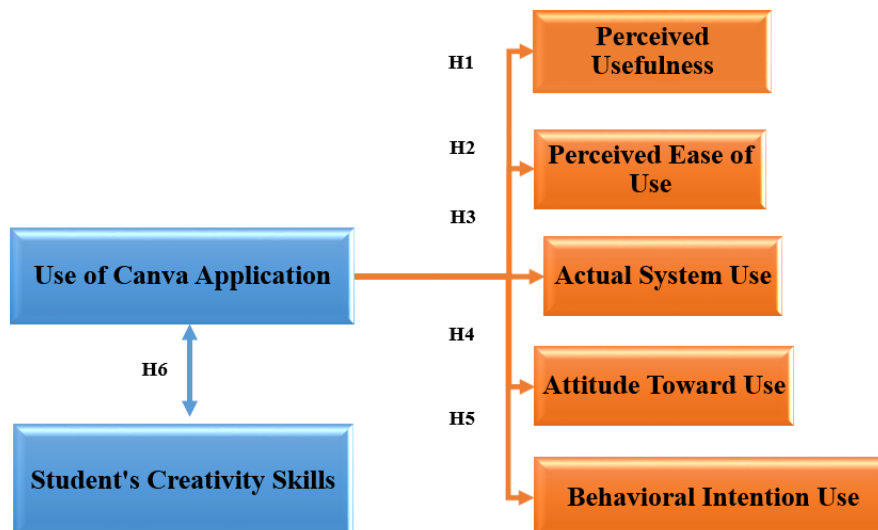 H1
Perceived
Usefulness
H2
Perceived Ease of
Use
H3
Use of Canva Application
Actual System Use
H4
H6
Attitude Toward Use
H5
Student's Creativity Skills
Behavioral Intention Use